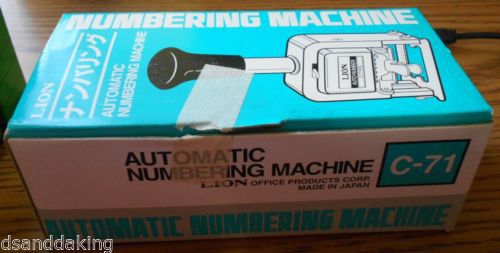 NUMBERING MACHINE
LION
ナンバリング
AUTOMATIC
NUMBERING MACHINE
LION
AUTOMATIC
NUMBERING MACHINE
LION OFFICE PRODUCTS CORP.
MADE IN JAPAN
C-71
AUTOMATIC NUMBERING MACHINE
dsanddaking